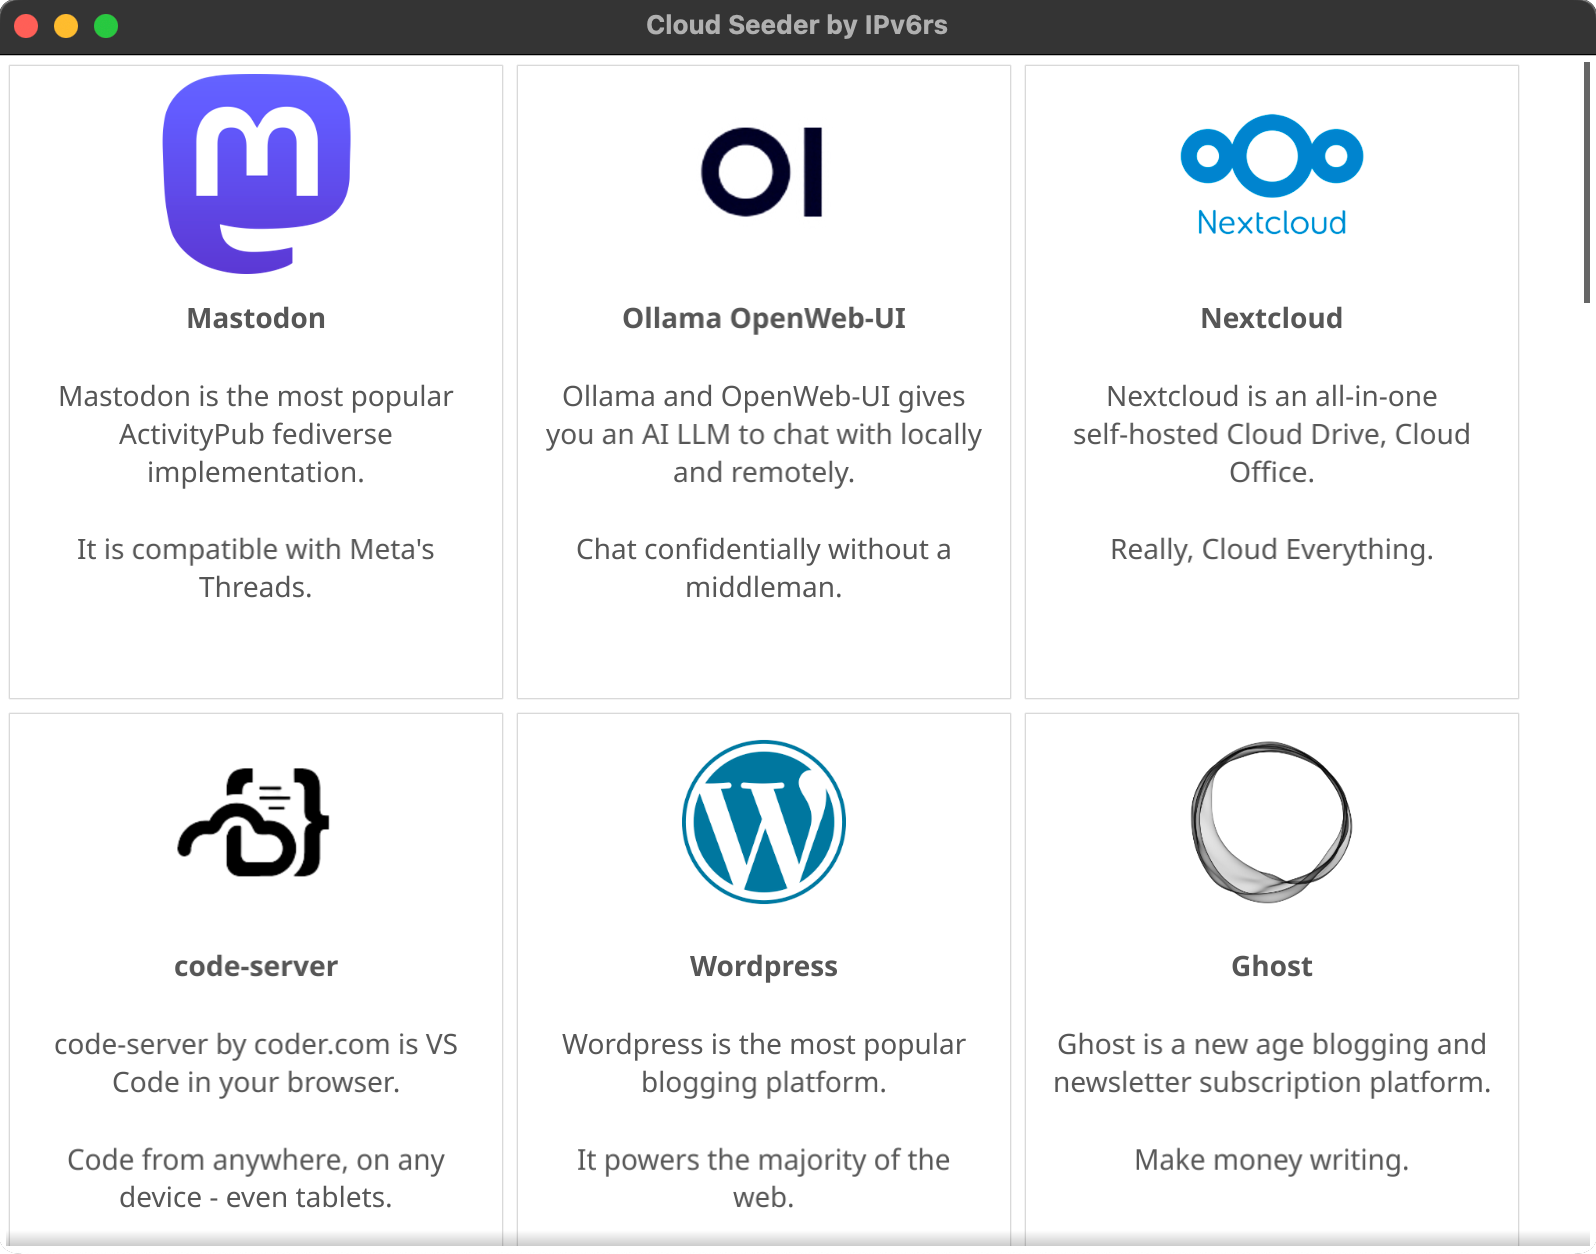 Cloud Seeder by IPv6rs
Mastodon
Mastodon is the most popular
ActivityPub fediverse
implementation.
It is compatible with Meta's
Threads.
OI
Ollama OpenWeb-UI
Ollama and OpenWeb-UI gives
you an AI LLM to chat with locally
and remotely.
Chat confidentially without a
middleman.
Nextcloud
Nextcloud
Nextcloud is an all-in-one
self-hosted Cloud Drive, Cloud
Office.
Really, Cloud Everything.
code-server
code-server by coder.com is VS
Code in your browser.
Code from anywhere, on any
device - even tablets.
Wordpress
Wordpress is the most popular
blogging platform.
It powers the majority of the
web.
Ghost
Ghost is a new age blogging and
newsletter subscription platform.
Make money writing.